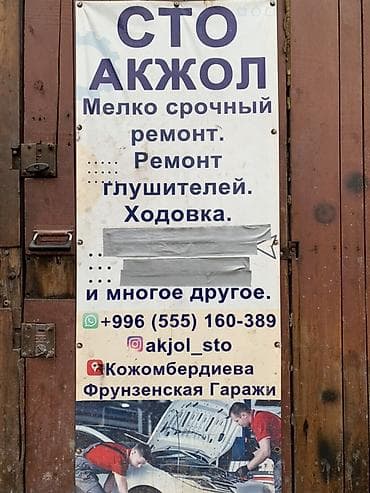 СТО
АКЖОЛ
Мелко срочный
ремонт.
Ремонт
глушителей.
Ходовка.
и многое другое.
+996 (555) 160-389
akjol_sto
Кожомбердиева
Фрунзенская Гаражи